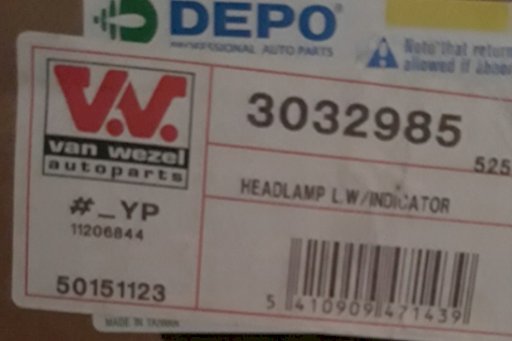 DEPO®
PROFESSIONAL AUTO PARTS
Note that return
allowed if
V.V.
van wezel
autoparts
3032985
525
HEADLAMP L.W/INDICATOR
#_YP
11206844
50151123
5 410909 471439
MADE IN TAIWAN